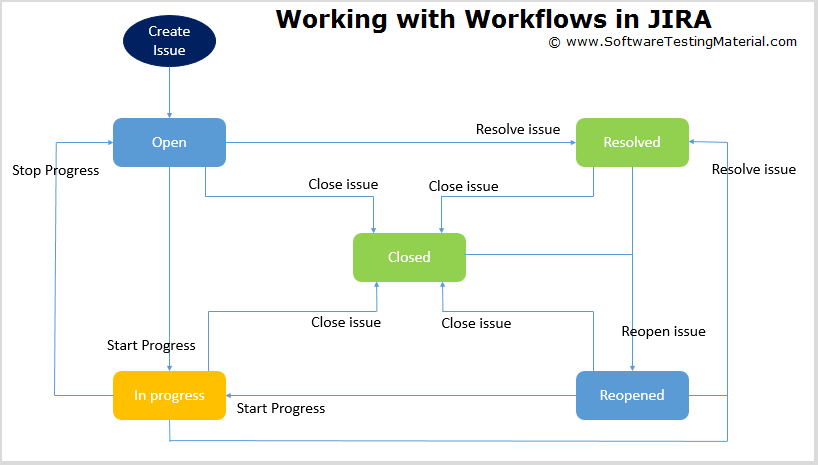 Working with Workflows in JIRA
© www.SoftwareTestingMaterial.com
Create
Issue
Open
Resolve issue
Resolved
Stop Progress
Close issue
Close issue
Resolve issue
Closed
Close issue
Close issue
Reopen issue
Start Progress
In progress
Start Progress
Reopened